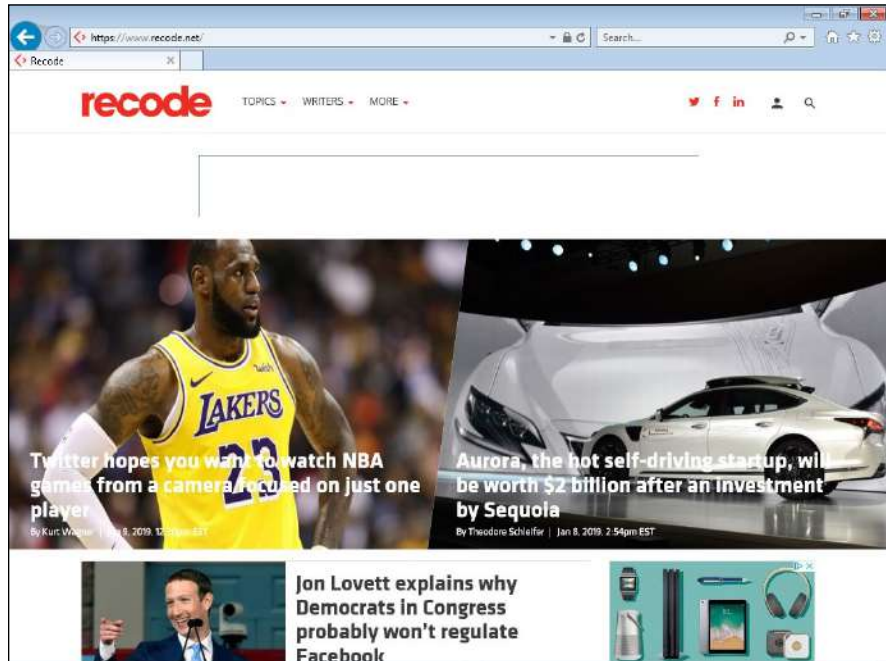 https://www.recode.net/
Search...
Recode
recode
TOPICS
WRITERS
MORE
LAKERS
23
Twitter hopes you want to watch NBA
games from a camera focused on just one
player
By Kurt Wagner | 9, 2019,
Aurora, the hot self-driving startup, will
be worth $2 billion after an investment
by Sequoia
By Theodore Schleifer | Jan 8, 2019, 2:54pm EST
Jon Lovett explains why
Democrats in Congress
probably won't regulate
Facebook